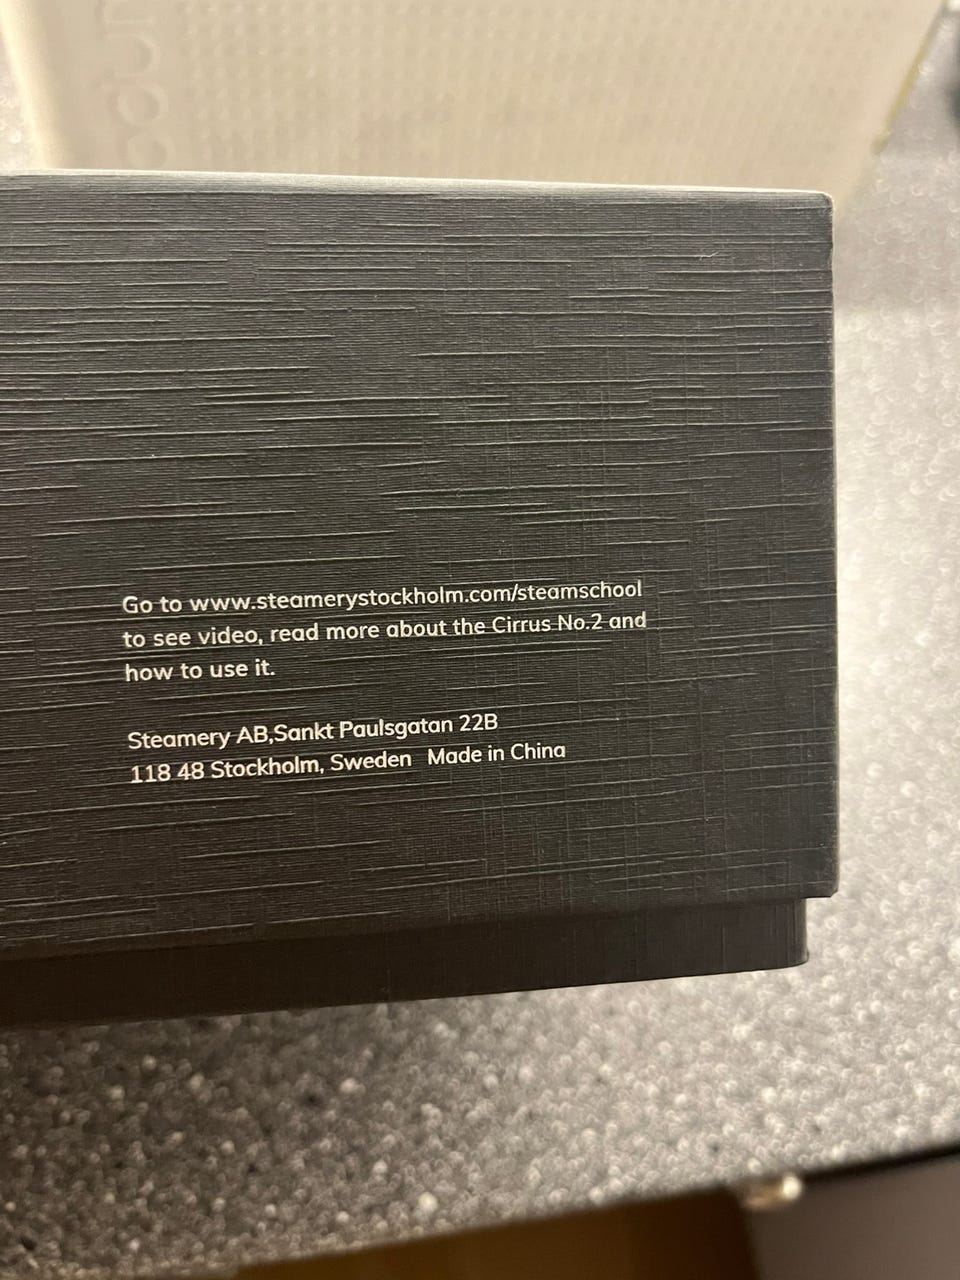 Go to www.steamerystockholm.com/steamschool
to see video, read more about the Cirrus No.2 and
how to use it.
Steamery AB,Sankt Paulsgatan 22B
118 48 Stockholm, Sweden Made in China